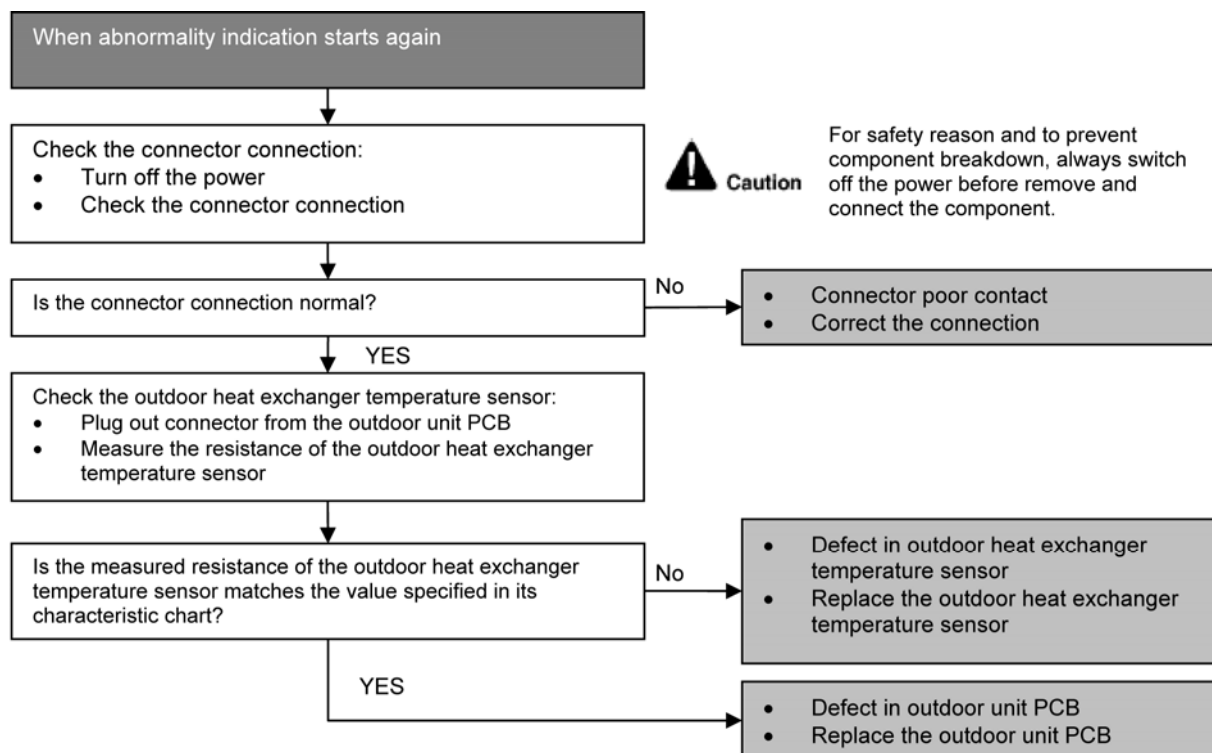 When abnormality indication starts again
Check the connector connection:
• Turn off the power
• Check the connector connection
Caution
For safety reason and to prevent
component breakdown, always switch
off the power before remove and
connect the component.
Is the connector connection normal?
No
• Connector poor contact
• Correct the connection
YES
Check the outdoor heat exchanger temperature sensor:
• Plug out connector from the outdoor unit PCB
• Measure the resistance of the outdoor heat exchanger
temperature sensor
Is the measured resistance of the outdoor heat exchanger
temperature sensor matches the value specified in its
characteristic chart?
No
• Defect in outdoor heat exchanger
temperature sensor
• Replace the outdoor heat exchanger
temperature sensor
YES
• Defect in outdoor unit PCB
• Replace the outdoor unit PCB